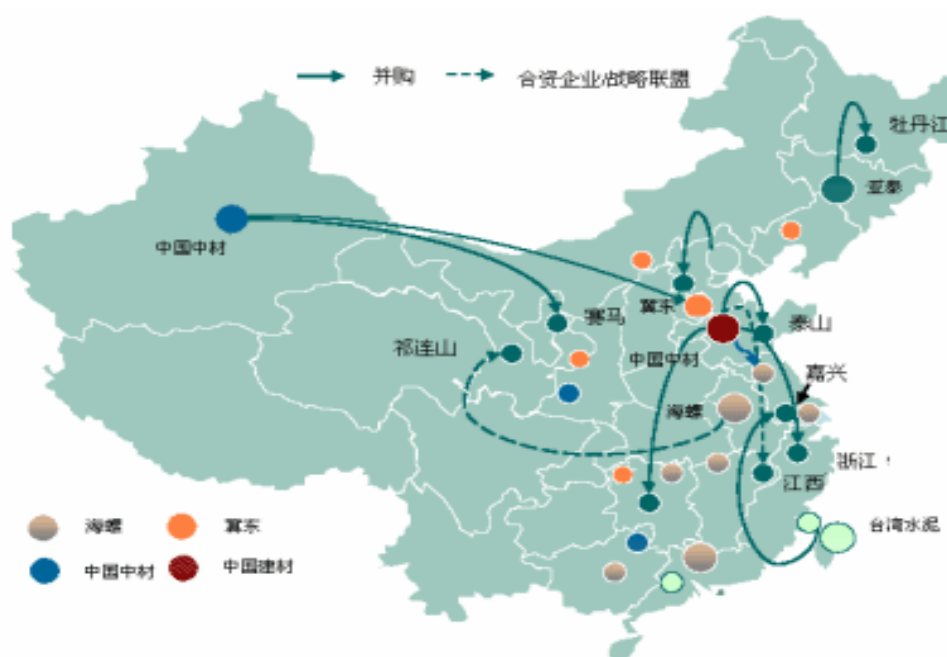 并购
合资企业/战略联盟
牡丹江
亚泰
中国中材
冀东
赛马
泰山
祁连山
中国中材
嘉兴
海螺
浙江
江西
台湾水泥
海螺
冀东
中国中材
中国建材